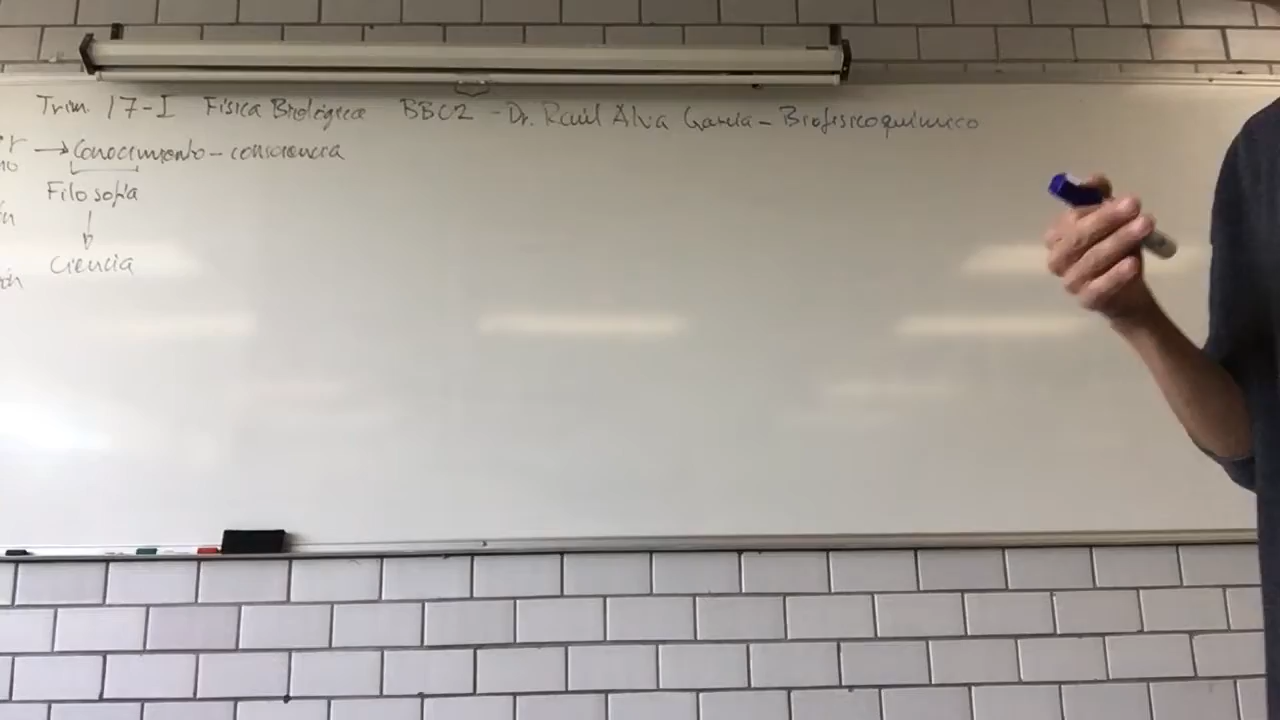 Trim 17-I Física Biológica BBC2 - Dr. Raúl Alva García - Biofisicoquímico
→ Conocimiento - consciencia
Filosofía
↓
Ciencia